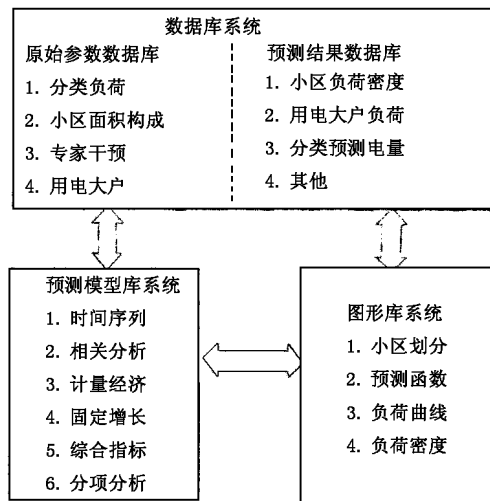 数据库系统
原始参数数据库
1. 分类负荷
2. 小区面积构成
3. 专家干预
4. 用电大户
预测结果数据库
1. 小区负荷密度
2. 用电大户负荷
3. 分类预测电量
4. 其他
预测模型库系统
1. 时间序列
2. 相关分析
3. 计量经济
4. 固定增长
5. 综合指标
6. 分项分析
图形库系统
1. 小区划分
2. 预测函数
3. 负荷曲线
4. 负荷密度